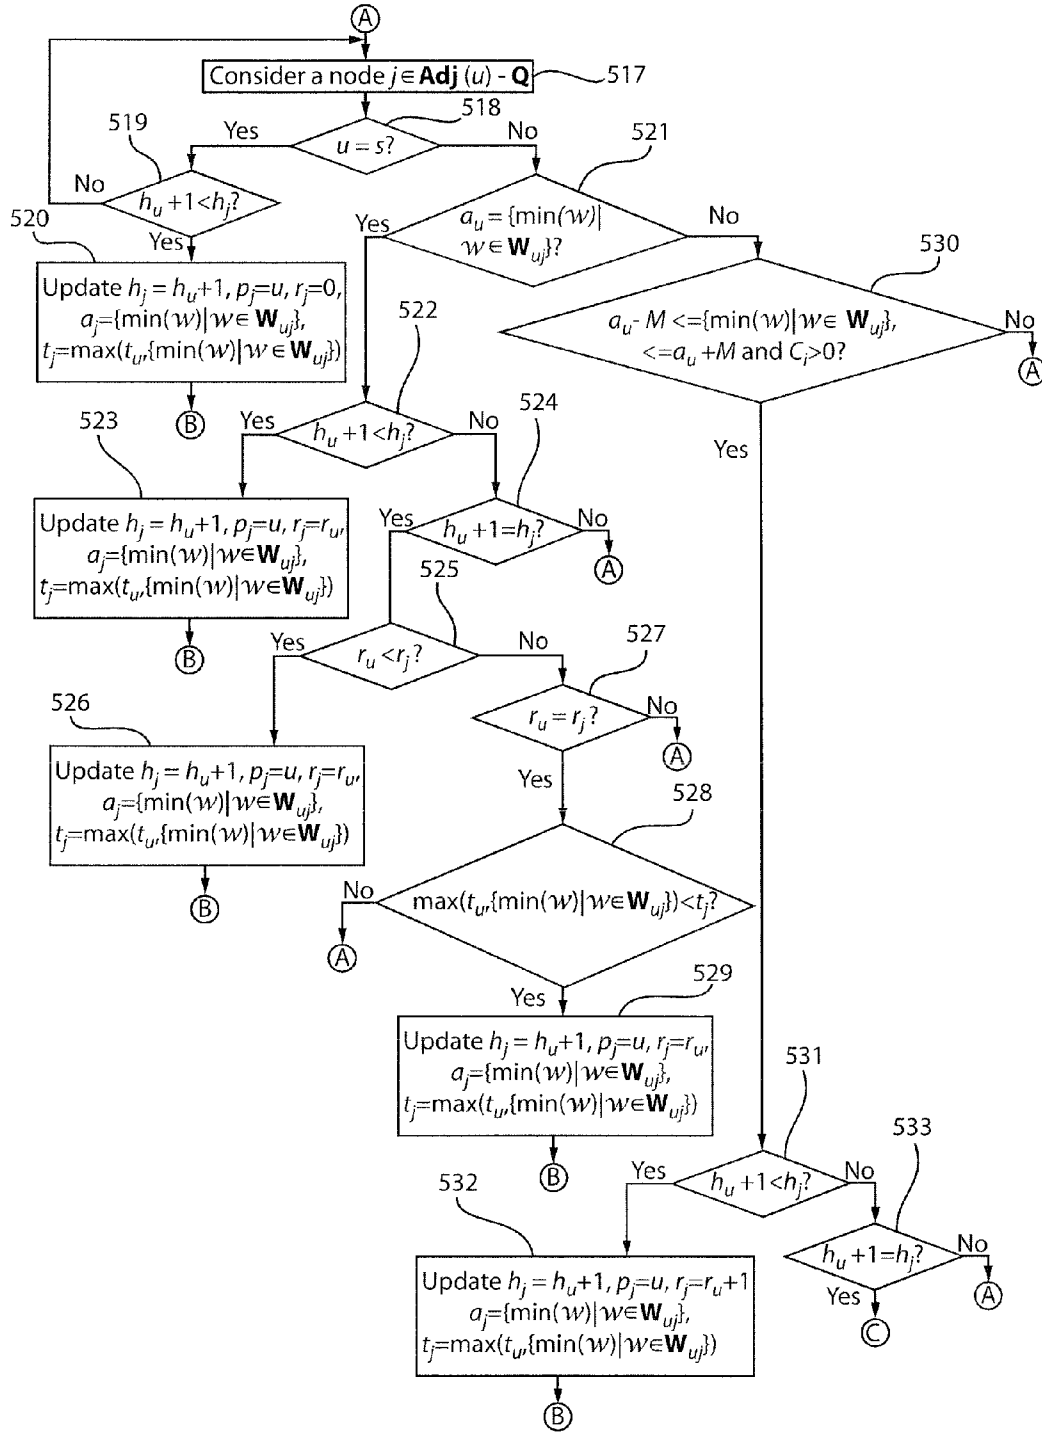 A
Consider a node j ∈ Adj (u) - Q
517
518
Yes
u = s?
No
519
No
h_u +1<h_j?
Yes
520
Update h_j = h_u+1, p_j=u, r_j=0,
a_j={min(w)|w∈ W_uj},
t_j=max(t_u,{min(w)|w∈W_uj})
B
521
Yes
a_u = {min(w)|
w∈ W_uj}?
No
530
a_u- M <={min(w)|w∈ W_uj},
<=a_u +M and C_i>0?
No
A
Yes
522
Yes
h_u +1<h_j?
No
523
Update h_j = h_u+1, p_j=u, r_j=r_u,
a_j={min(w)|w∈W_uj},
t_j=max(t_u,{min(w)|w∈W_uj})
B
524
Yes
h_u +1=h_j?
No
A
525
Yes
r_u <r_j?
No
526
Update h_j = h_u+1, p_j=u, r_j=r_u,
a_j={min(w)|w∈W_uj},
t_j=max(t_u,{min(w)|w∈W_uj})
B
527
r_u = r_j?
No
A
Yes
528
No
max(t_u,{min(w)|w∈W_uj})<t_j?
A
Yes
529
Update h_j = h_u+1, p_j=u, r_j=r_u,
a_j={min(w)|w∈W_uj},
t_j=max(t_u,{min(w)|w∈W_uj})
B
531
Yes
h_u +1<h_j?
No
532
Update h_j = h_u+1, p_j=u, r_j=r_u+1
a_j={min(w)|w∈W_uj},
t_j=max(t_u,{min(w)|w∈W_uj})
B
533
h_u +1=h_j?
No
A
Yes
C